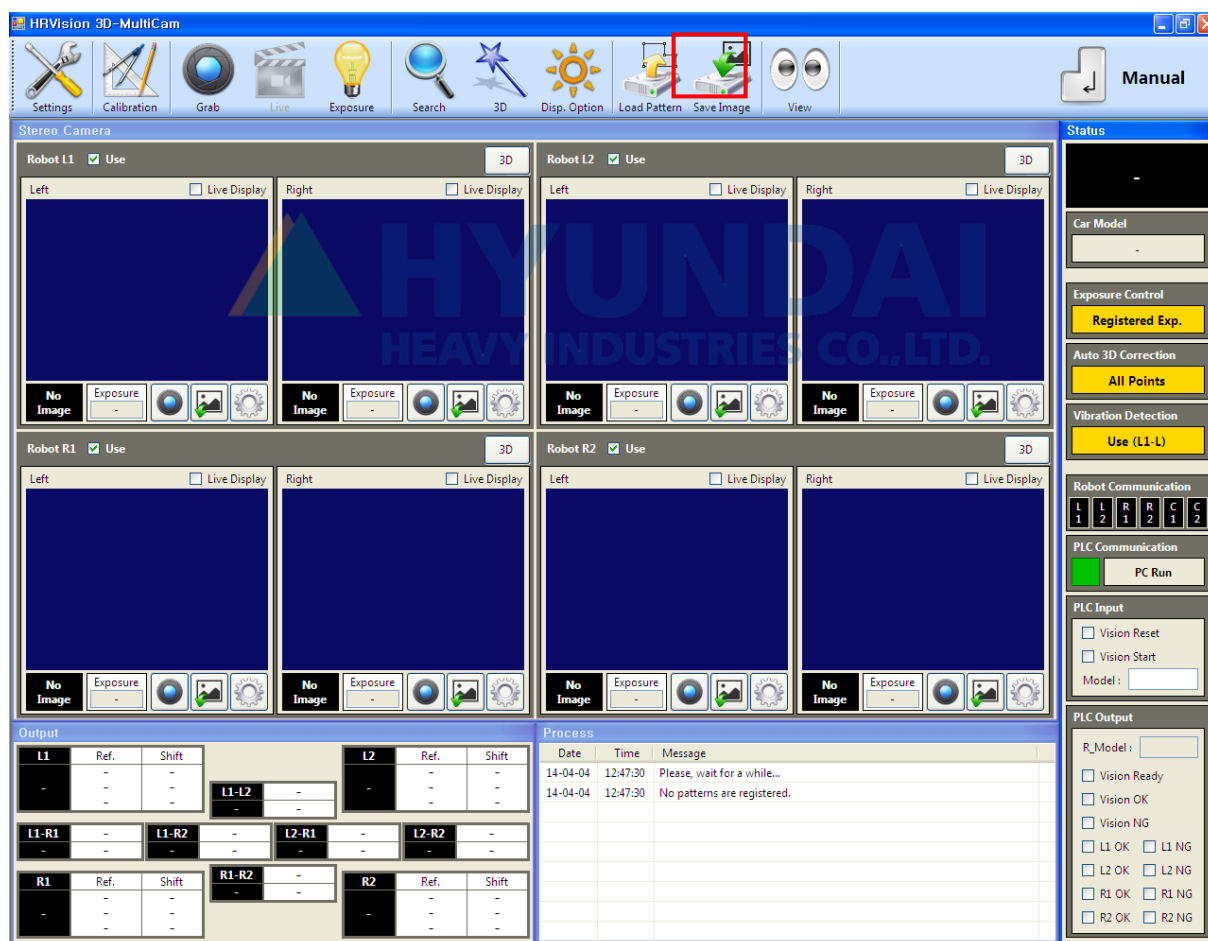 HRVision 3D-MultiCam
Settings Calibration Grab Live Exposure Search 3D Disp. Option Load Pattern Save Image View Manual
Stereo Camera
Robot L1 Use 3D
Left Live Display Right Live Display
No Image Exposure - No Image Exposure -
Robot L2 Use 3D
Left Live Display Right Live Display
No Image Exposure - No Image Exposure -
HYUNDAI
HEAVY INDUSTRIES CO.,LTD.
Robot R1 Use 3D
Left Live Display Right Live Display
No Image Exposure - No Image Exposure -
Robot R2 Use 3D
Left Live Display Right Live Display
No Image Exposure - No Image Exposure -
Output
L1 Ref. Shift L2 Ref. Shift
- - - - - -
- - - - - -
- - - -
L1-L2 -
- -
L1-R1 - L1-R2 - L2-R1 - L2-R2 -
- - - - - - - -
R1-R2 -
- -
R1 Ref. Shift R2 Ref. Shift
- - - -
- - - - - -
- - - -
Process
Date Time Message
14-04-04 12:47:30 Please, wait for a while...
14-04-04 12:47:30 No patterns are registered.
Status
-
Car Model
-
Exposure Control
Registered Exp.
Auto 3D Correction
All Points
Vibration Detection
Use (L1-L)
Robot Communication
L1 L2 R1 R2 C1 C2
PLC Communication
PC Run
PLC Input
Vision Reset
Vision Start
Model :
PLC Output
R_Model :
Vision Ready
Vision OK
Vision NG
L1 OK L1 NG
L2 OK L2 NG
R1 OK R1 NG
R2 OK R2 NG